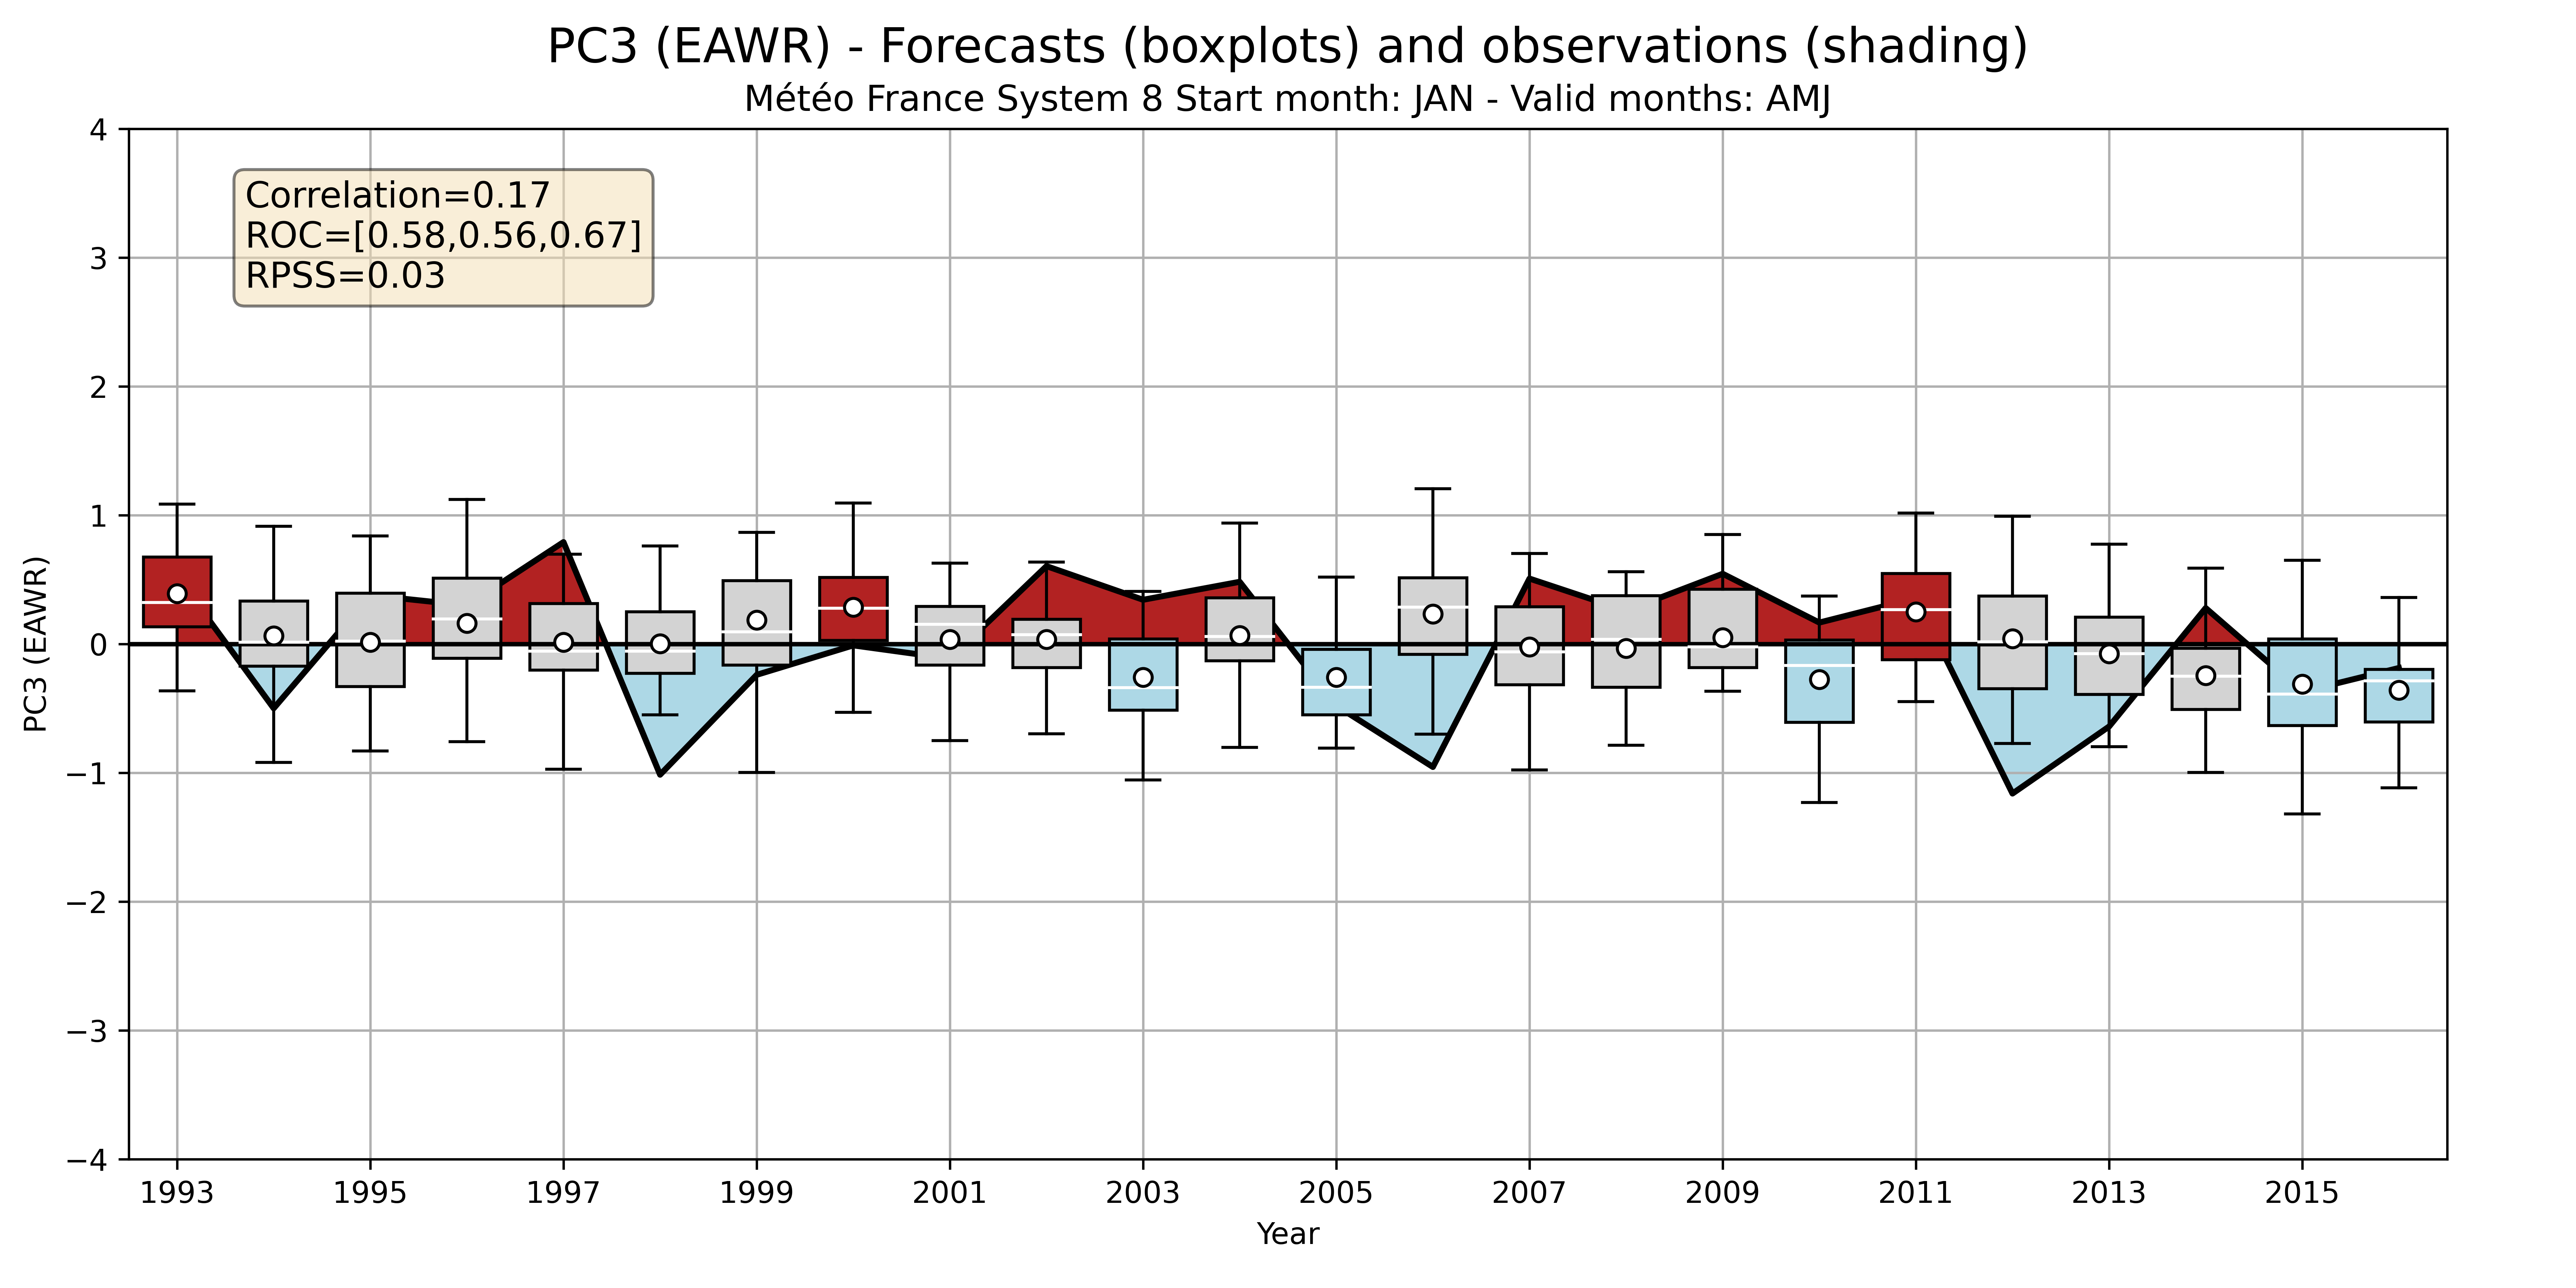 PC3 (EAWR) - Forecasts (boxplots) and observations (shading)
Météo France System 8 Start month: JAN - Valid months: AMJ
Correlation=0.17
ROC=[0.58,0.56,0.67]
RPSS=0.03
PC3 (EAWR)
4
3
2
1
0
−1
−2
−3
−4
1993 1995 1997 1999 2001 2003 2005 2007 2009 2011 2013 2015
Year